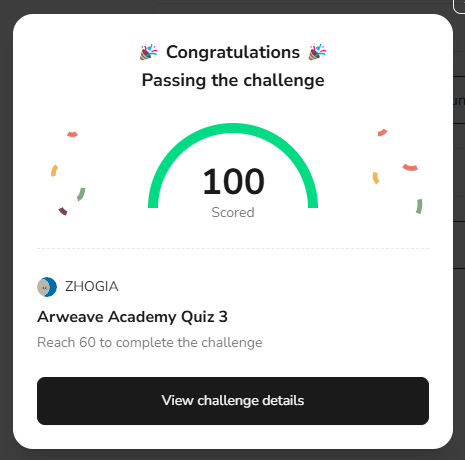 🎉 Congratulations 🎉
Passing the challenge
100
Scored
ZHOGIA
Arweave Academy Quiz 3
Reach 60 to complete the challenge
View challenge details